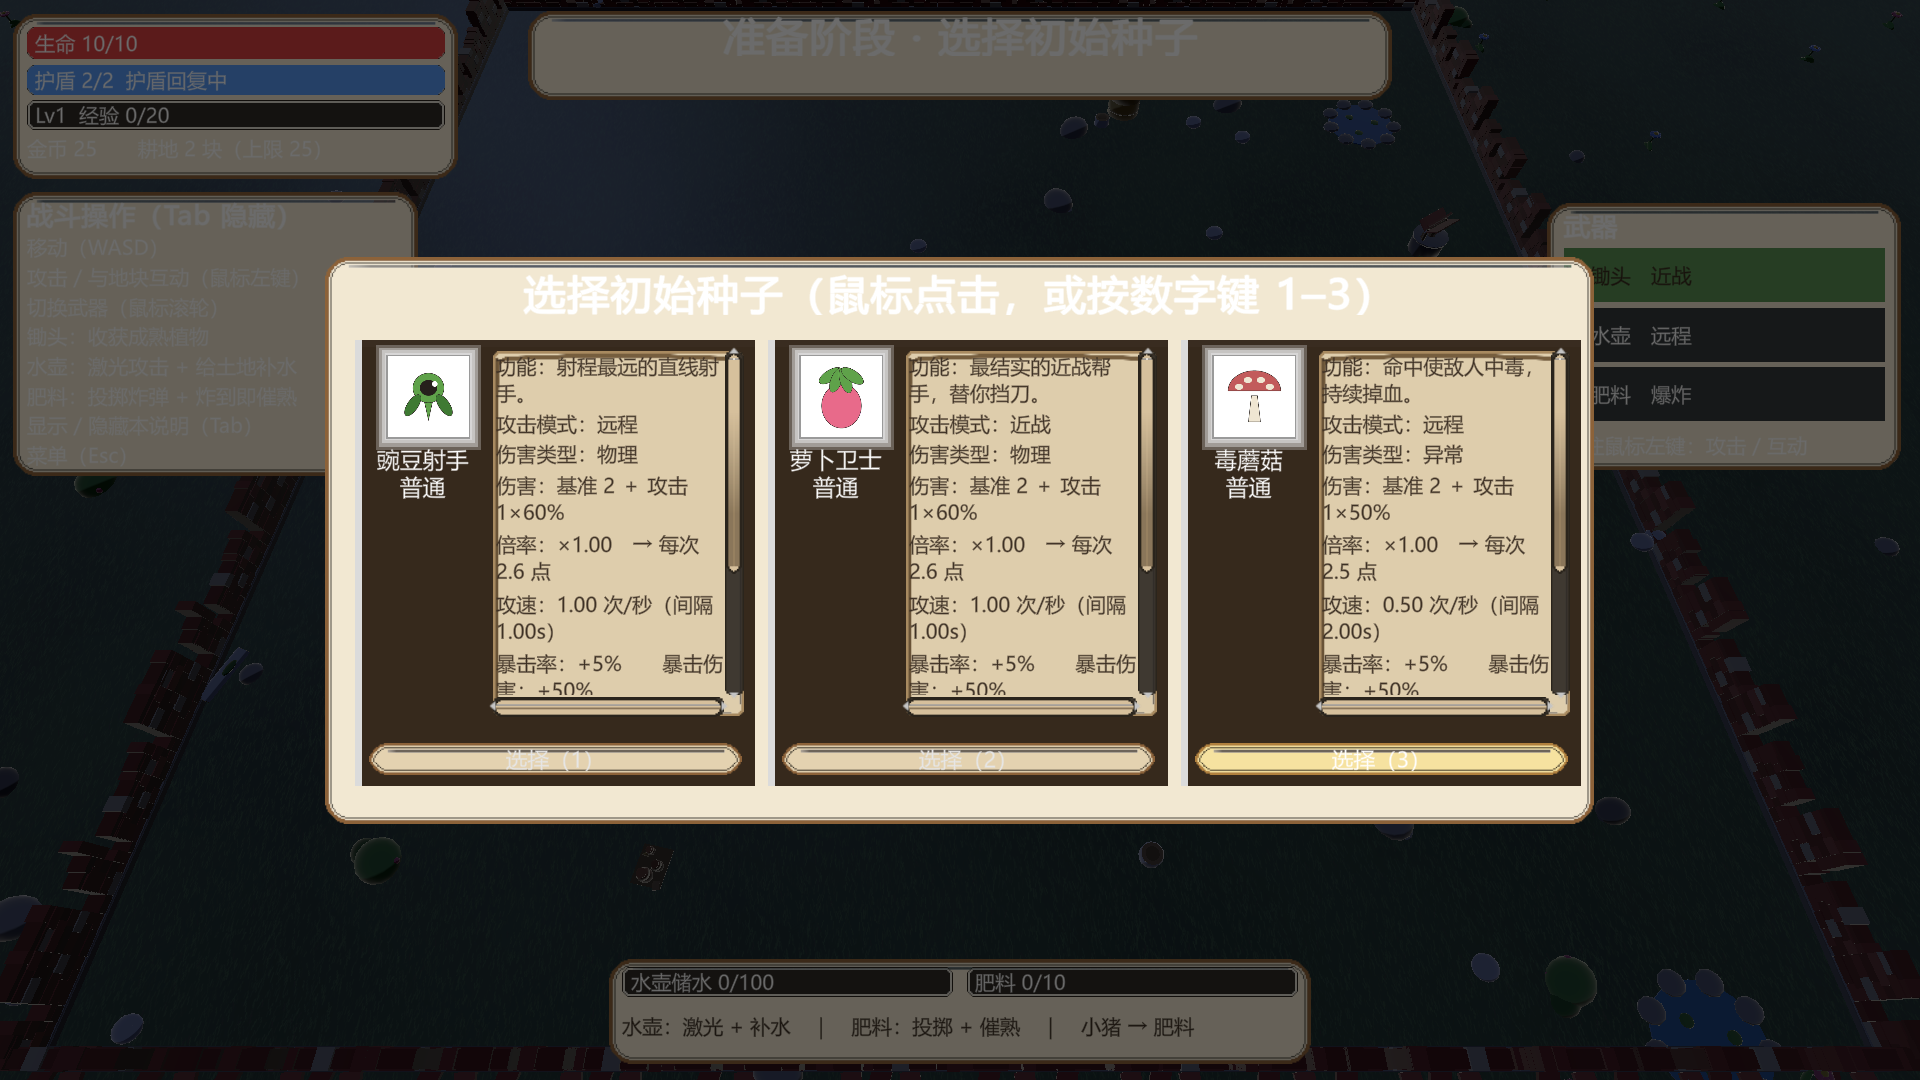 生命 10/10
护盾 2/2 护盾回复中
Lv1 经验 0/20
金币 25 耕地 2 块（上限 25）
准备阶段 · 选择初始种子
战斗操作（Tab 隐藏）
移动（WASD）
攻击 / 与地块互动（鼠标左键）
切换武器（鼠标滚轮）
锄头：收获成熟植物
水壶：激光攻击 + 给土地补水
肥料：投掷炸弹 + 炸到即催熟
显示 / 隐藏本说明（Tab）
菜单（Esc）
武器
锄头 近战
水壶 远程
肥料 爆炸
鼠标左键：攻击 / 互动
选择初始种子（鼠标点击，或按数字键 1–3）
豌豆射手
普通
功能：射程最远的直线射
手。
攻击模式：远程
伤害类型：物理
伤害：基准 2 + 攻击
1×60%
倍率：×1.00 → 每次
2.6 点
攻速：1.00 次/秒（间隔
1.00s）
暴击率：+5% 暴击伤
害：+50%
选择（1）
萝卜卫士
普通
功能：最结实的近战帮
手，替你挡刀。
攻击模式：近战
伤害类型：物理
伤害：基准 2 + 攻击
1×60%
倍率：×1.00 → 每次
2.6 点
攻速：1.00 次/秒（间隔
1.00s）
暴击率：+5% 暴击伤
害：+50%
选择（2）
毒蘑菇
普通
功能：命中使敌人中毒，
持续掉血。
攻击模式：远程
伤害类型：异常
伤害：基准 2 + 攻击
1×50%
倍率：×1.00 → 每次
2.5 点
攻速：0.50 次/秒（间隔
2.00s）
暴击率：+5% 暴击伤
害：+50%
选择（3）
水壶储水 0/100
肥料 0/10
水壶：激光 + 补水 | 肥料：投掷 + 催熟 | 小猪 → 肥料